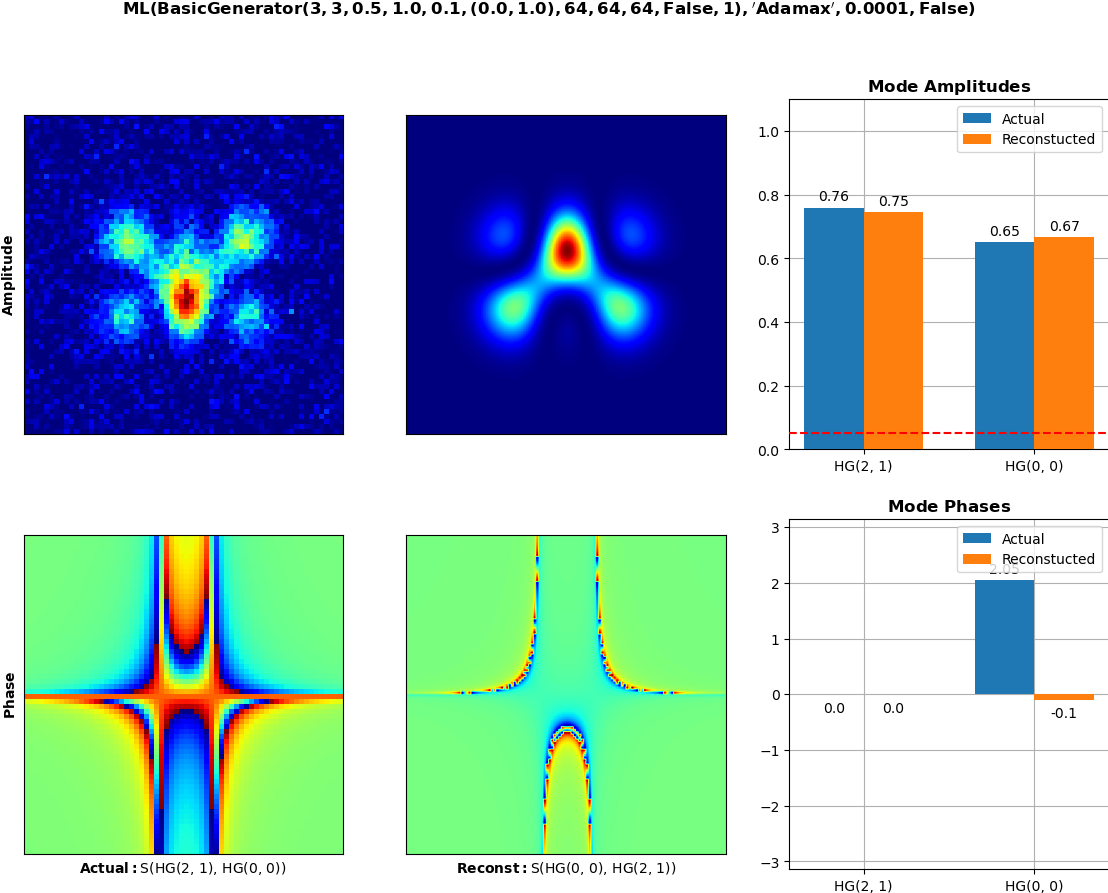 ML(BasicGenerator(3, 3, 0.5, 1.0, 0.1, (0.0, 1.0), 64, 64, 64, False, 1), ′Adamax′, 0.0001, False)
Amplitude
Mode Amplitudes
Actual
Reconstucted
1.0
0.8
0.6
0.4
0.2
0.0
0.76
0.75
0.65
0.67
HG(2, 1)
HG(0, 0)
Phase
Actual: S(HG(2, 1), HG(0, 0))
Reconst: S(HG(0, 0), HG(2, 1))
Mode Phases
Actual
Reconstucted
3
2
1
0
−1
−2
−3
0.0
0.0
2.05
-0.1
HG(2, 1)
HG(0, 0)